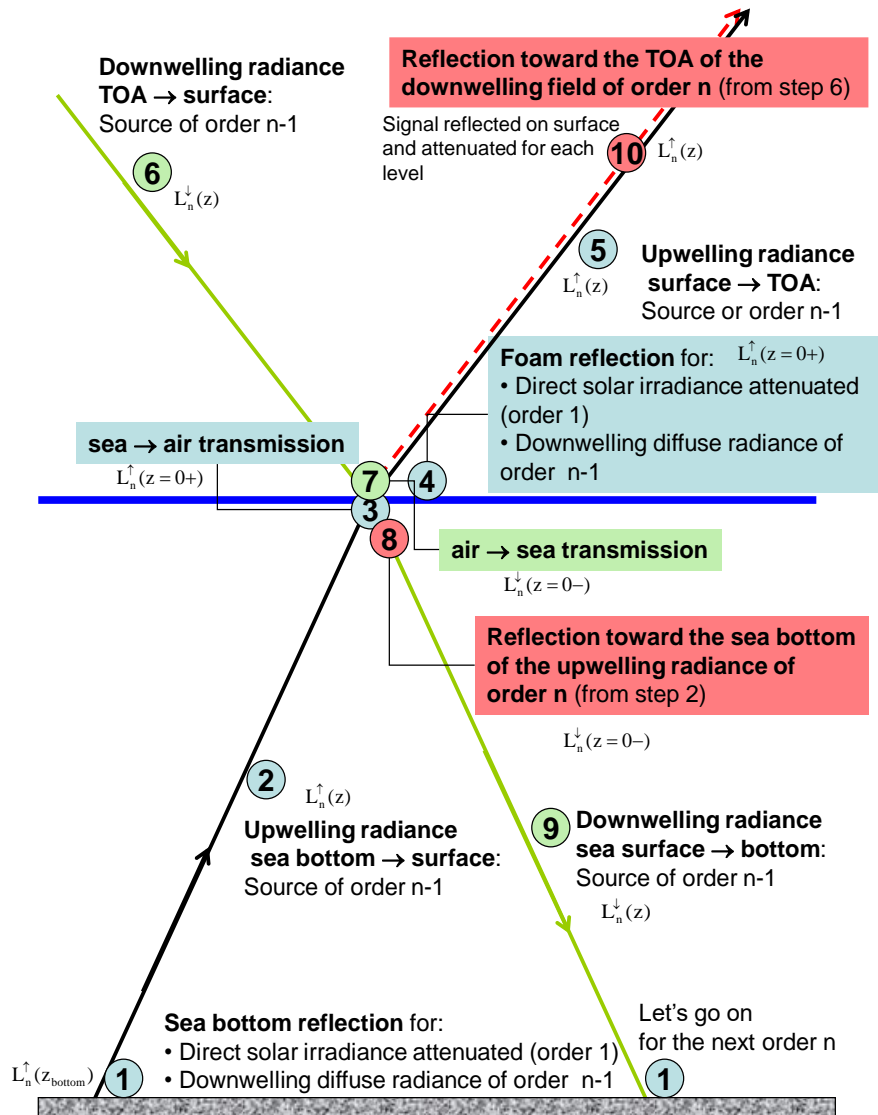 Downwelling radiance
TOA → surface:
Source of order n-1
6
L↓n(z)
Reflection toward the TOA of the
downwelling field of order n (from step 6)
Signal reflected on surface
and attenuated for each
level
10
L↑n(z)
5
L↑n(z)
Upwelling radiance
surface → TOA:
Source or order n-1
Foam reflection for: L↑n(z = 0+)
• Direct solar irradiance attenuated
(order 1)
• Downwelling diffuse radiance of
order n-1
sea → air transmission
L↑n(z = 0+)
7
4
3
8
air → sea transmission
L↓n(z = 0−)
Reflection toward the sea bottom
of the upwelling radiance of
order n (from step 2)
L↓n(z = 0−)
2
L↑n(z)
Upwelling radiance
sea bottom → surface:
Source of order n-1
9
Downwelling radiance
sea surface → bottom:
Source of order n-1
L↓n(z)
Sea bottom reflection for:
• Direct solar irradiance attenuated (order 1)
• Downwelling diffuse radiance of order n-1
L↑n(zbottom)
1
Let's go on
for the next order n
1